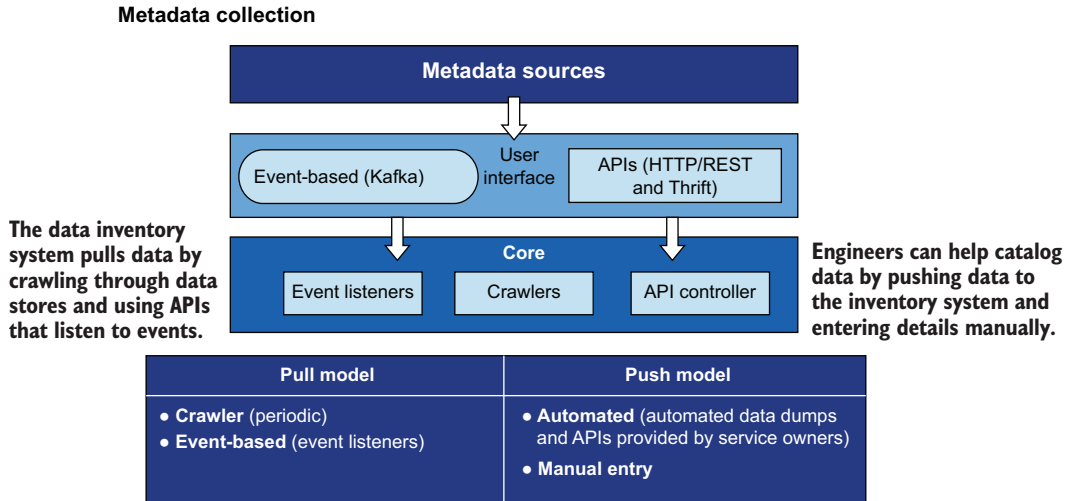 Metadata collection
Metadata sources
Event-based (Kafka)
User
interface
APIs (HTTP/REST
and Thrift)
The data inventory
system pulls data by
crawling through data
stores and using APIs
that listen to events.
Core
Event listeners
Crawlers
API controller
Engineers can help catalog
data by pushing data to
the inventory system and
entering details manually.
Pull model
● Crawler (periodic)
● Event-based (event listeners)
Push model
● Automated (automated data dumps
and APIs provided by service owners)
● Manual entry